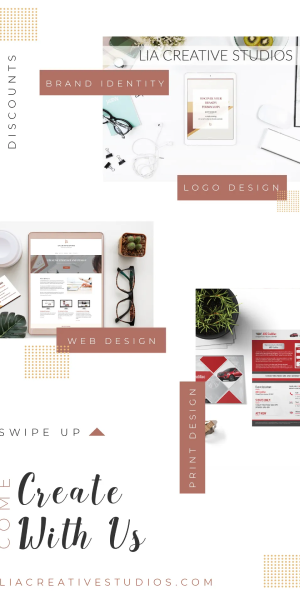 LIA CREATIVE STUDIOS
DISCOUNTS
BRAND IDENTITY
LOGO DESIGN
WEB DESIGN
PRINT DESIGN
SWIPE UP
COME
Create
With Us
LIACREATIVESTUDIOS.COM